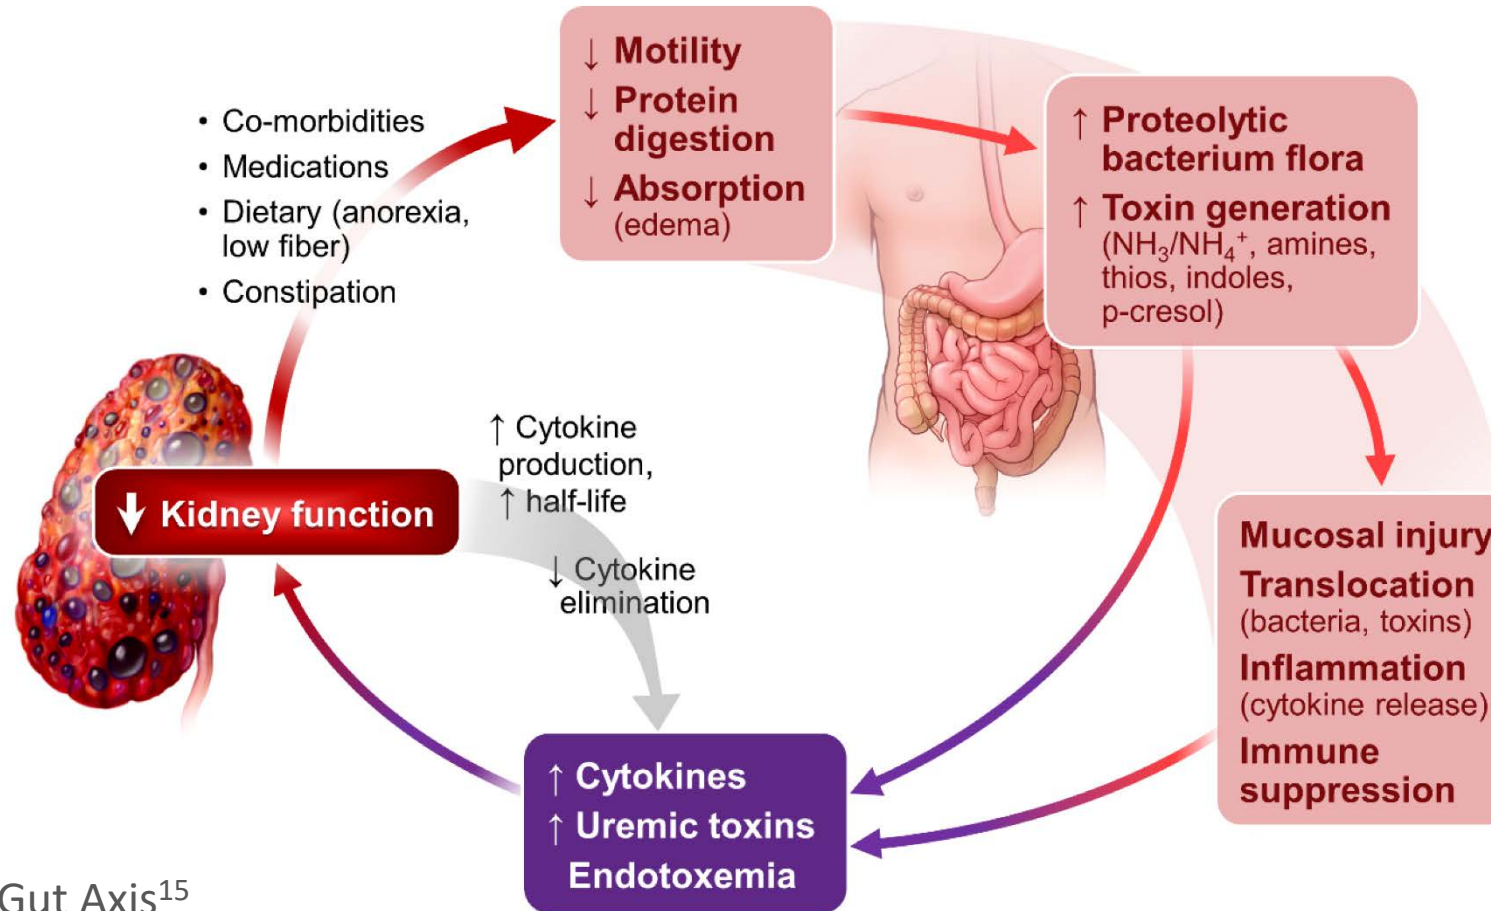 ↓ Motility
↓ Protein
digestion
↓ Absorption
(edema)
• Co-morbidities
• Medications
• Dietary (anorexia,
low fiber)
• Constipation
↑ Proteolytic
bacterium flora
↑ Toxin generation
(NH₃/NH₄⁺, amines,
thios, indoles,
p-cresol)
↑ Cytokine
production,
↑ half-life
↓ Kidney function
↓ Cytokine
elimination
Mucosal injury
Translocation
(bacteria, toxins)
Inflammation
(cytokine release)
Immune
suppression
↑ Cytokines
↑ Uremic toxins
Endotoxemia
Gut Axis¹⁵